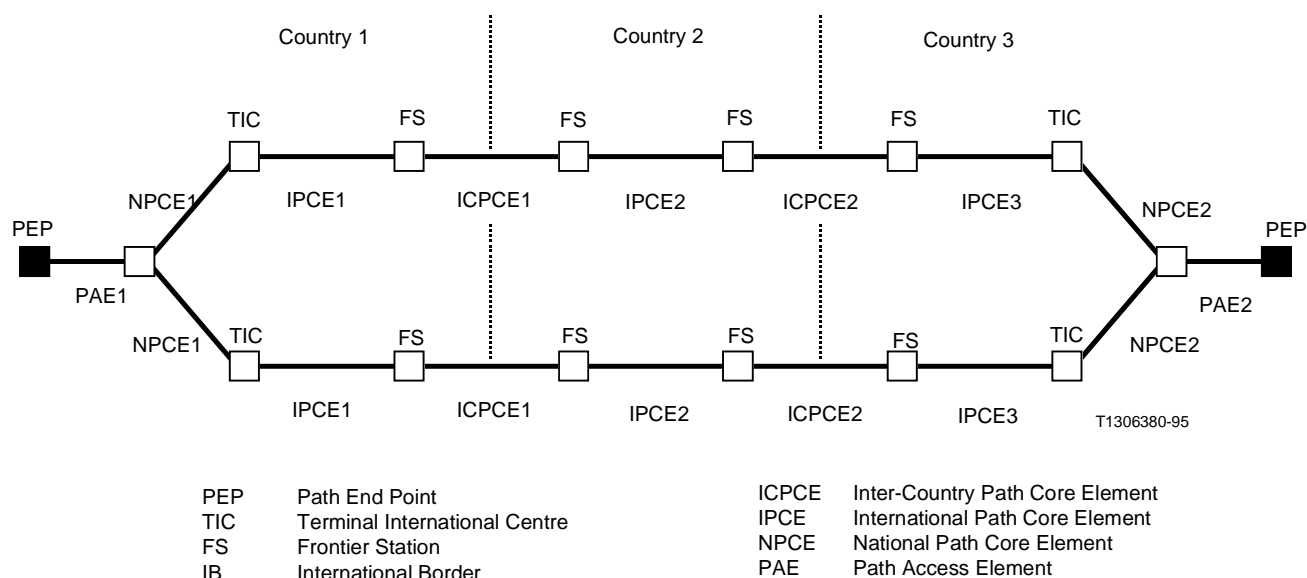 Country 1 Country 2 Country 3
TIC FS FS FS FS TIC
NPCE1 IPCE1 ICPCE1 IPCE2 ICPCE2 IPCE3 NPCE2
PEP PEP
PAE1 PAE2
NPCE1 TIC FS FS FS FS TIC NPCE2
IPCE1 ICPCE1 IPCE2 ICPCE2 IPCE3
T1306380-95
PEP Path End Point
TIC Terminal International Centre
FS Frontier Station
IB International Border
ICPCE Inter-Country Path Core Element
IPCE International Path Core Element
NPCE National Path Core Element
PAE Path Access Element